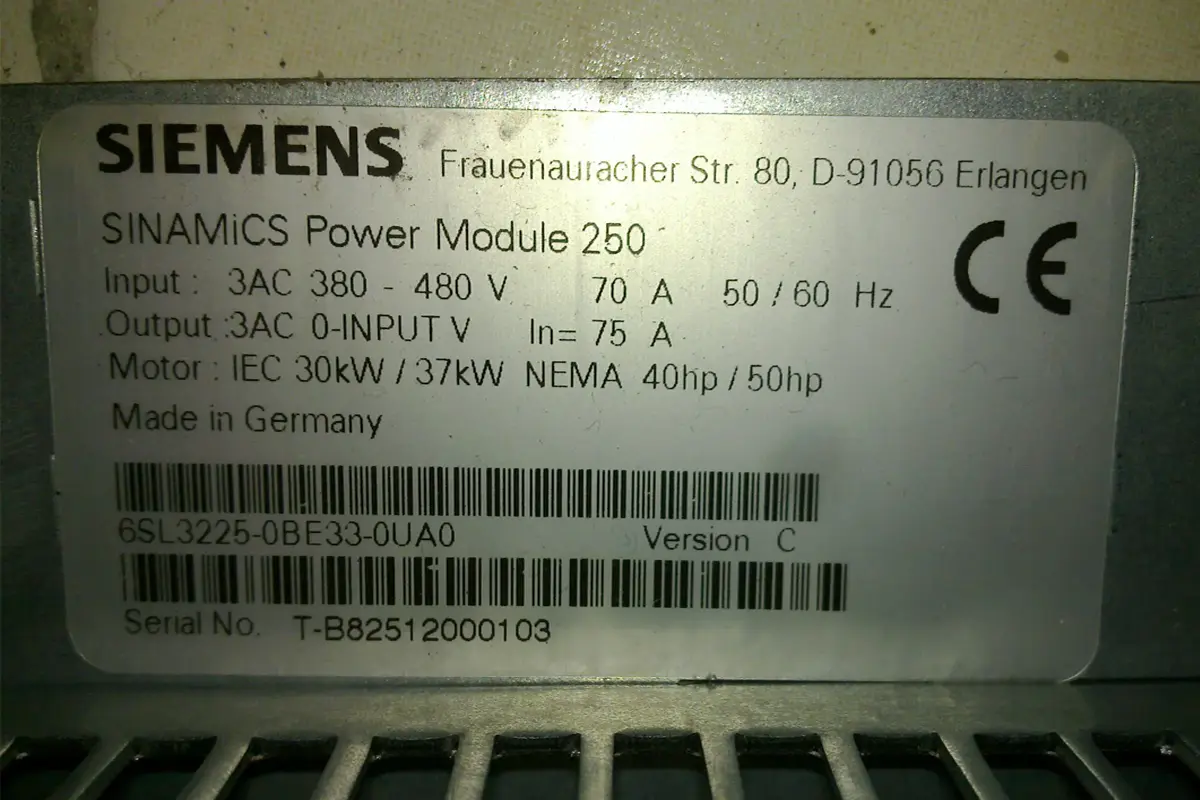 SIEMENS Frauenauracher Str. 80, D-91056 Erlangen
SINAMiCS Power Module 250
CE
Input : 3AC 380 - 480 V 70 A 50 / 60 Hz
Output :3AC 0-INPUT V In= 75 A
Motor : IEC 30kW / 37kW NEMA 40hp / 50hp
Made in Germany
6SL3225-0BE33-0UA0 Version C
Serial No. T-B82512000103